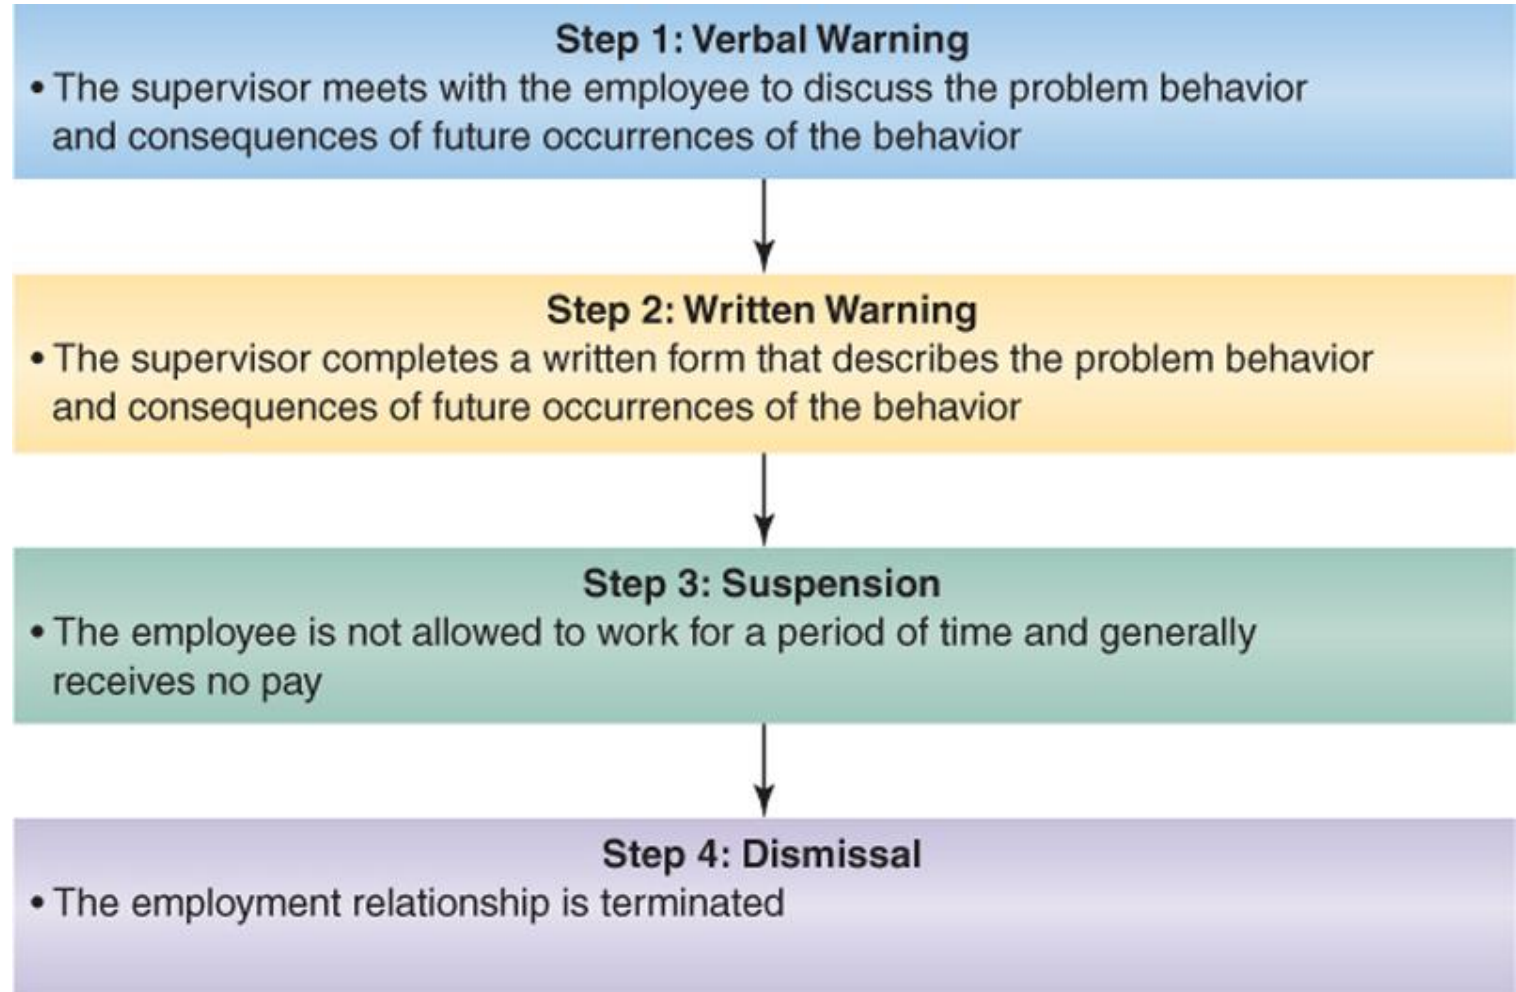 Step 1: Verbal Warning
• The supervisor meets with the employee to discuss the problem behavior
and consequences of future occurrences of the behavior
Step 2: Written Warning
• The supervisor completes a written form that describes the problem behavior
and consequences of future occurrences of the behavior
Step 3: Suspension
• The employee is not allowed to work for a period of time and generally
receives no pay
Step 4: Dismissal
• The employment relationship is terminated